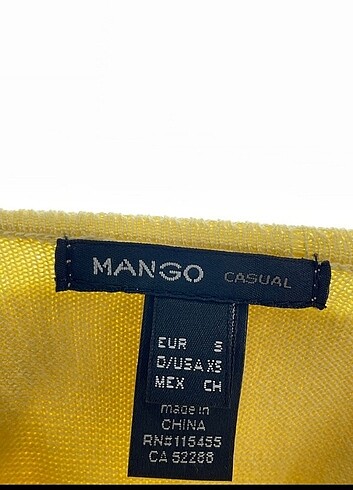 MANGO CASUAL
EUR S
D/USA XS
MEX CH
made in
CHINA
RN#115455
CA 52288